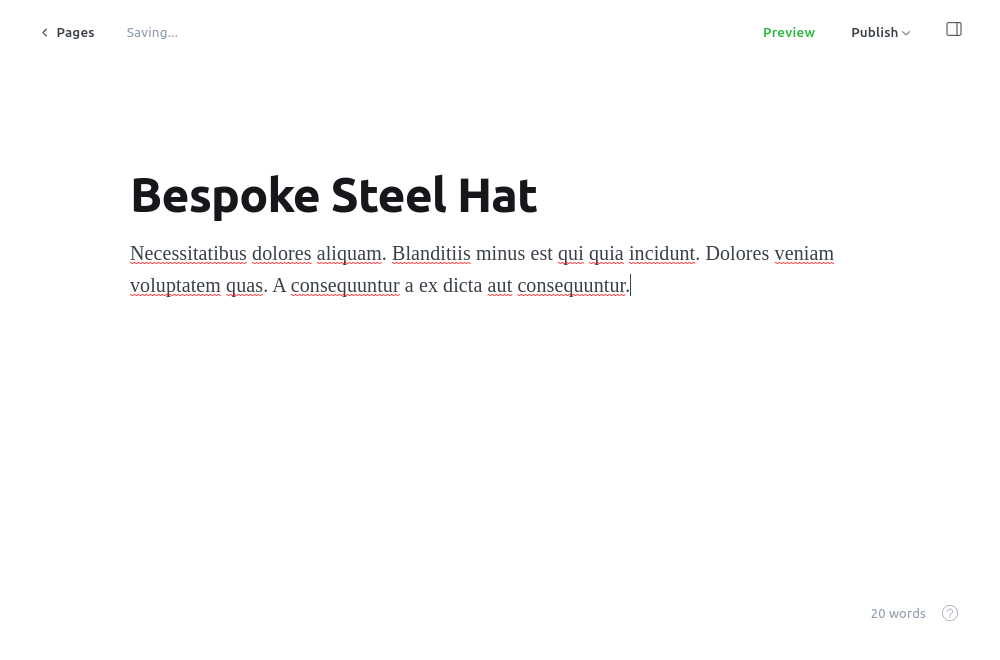 Pages
Saving...
Preview
Publish
Bespoke Steel Hat
Necessitatibus dolores aliquam. Blanditiis minus est qui quia incidunt. Dolores veniam
voluptatem quas. A consequuntur a ex dicta aut consequuntur.
20 words
?